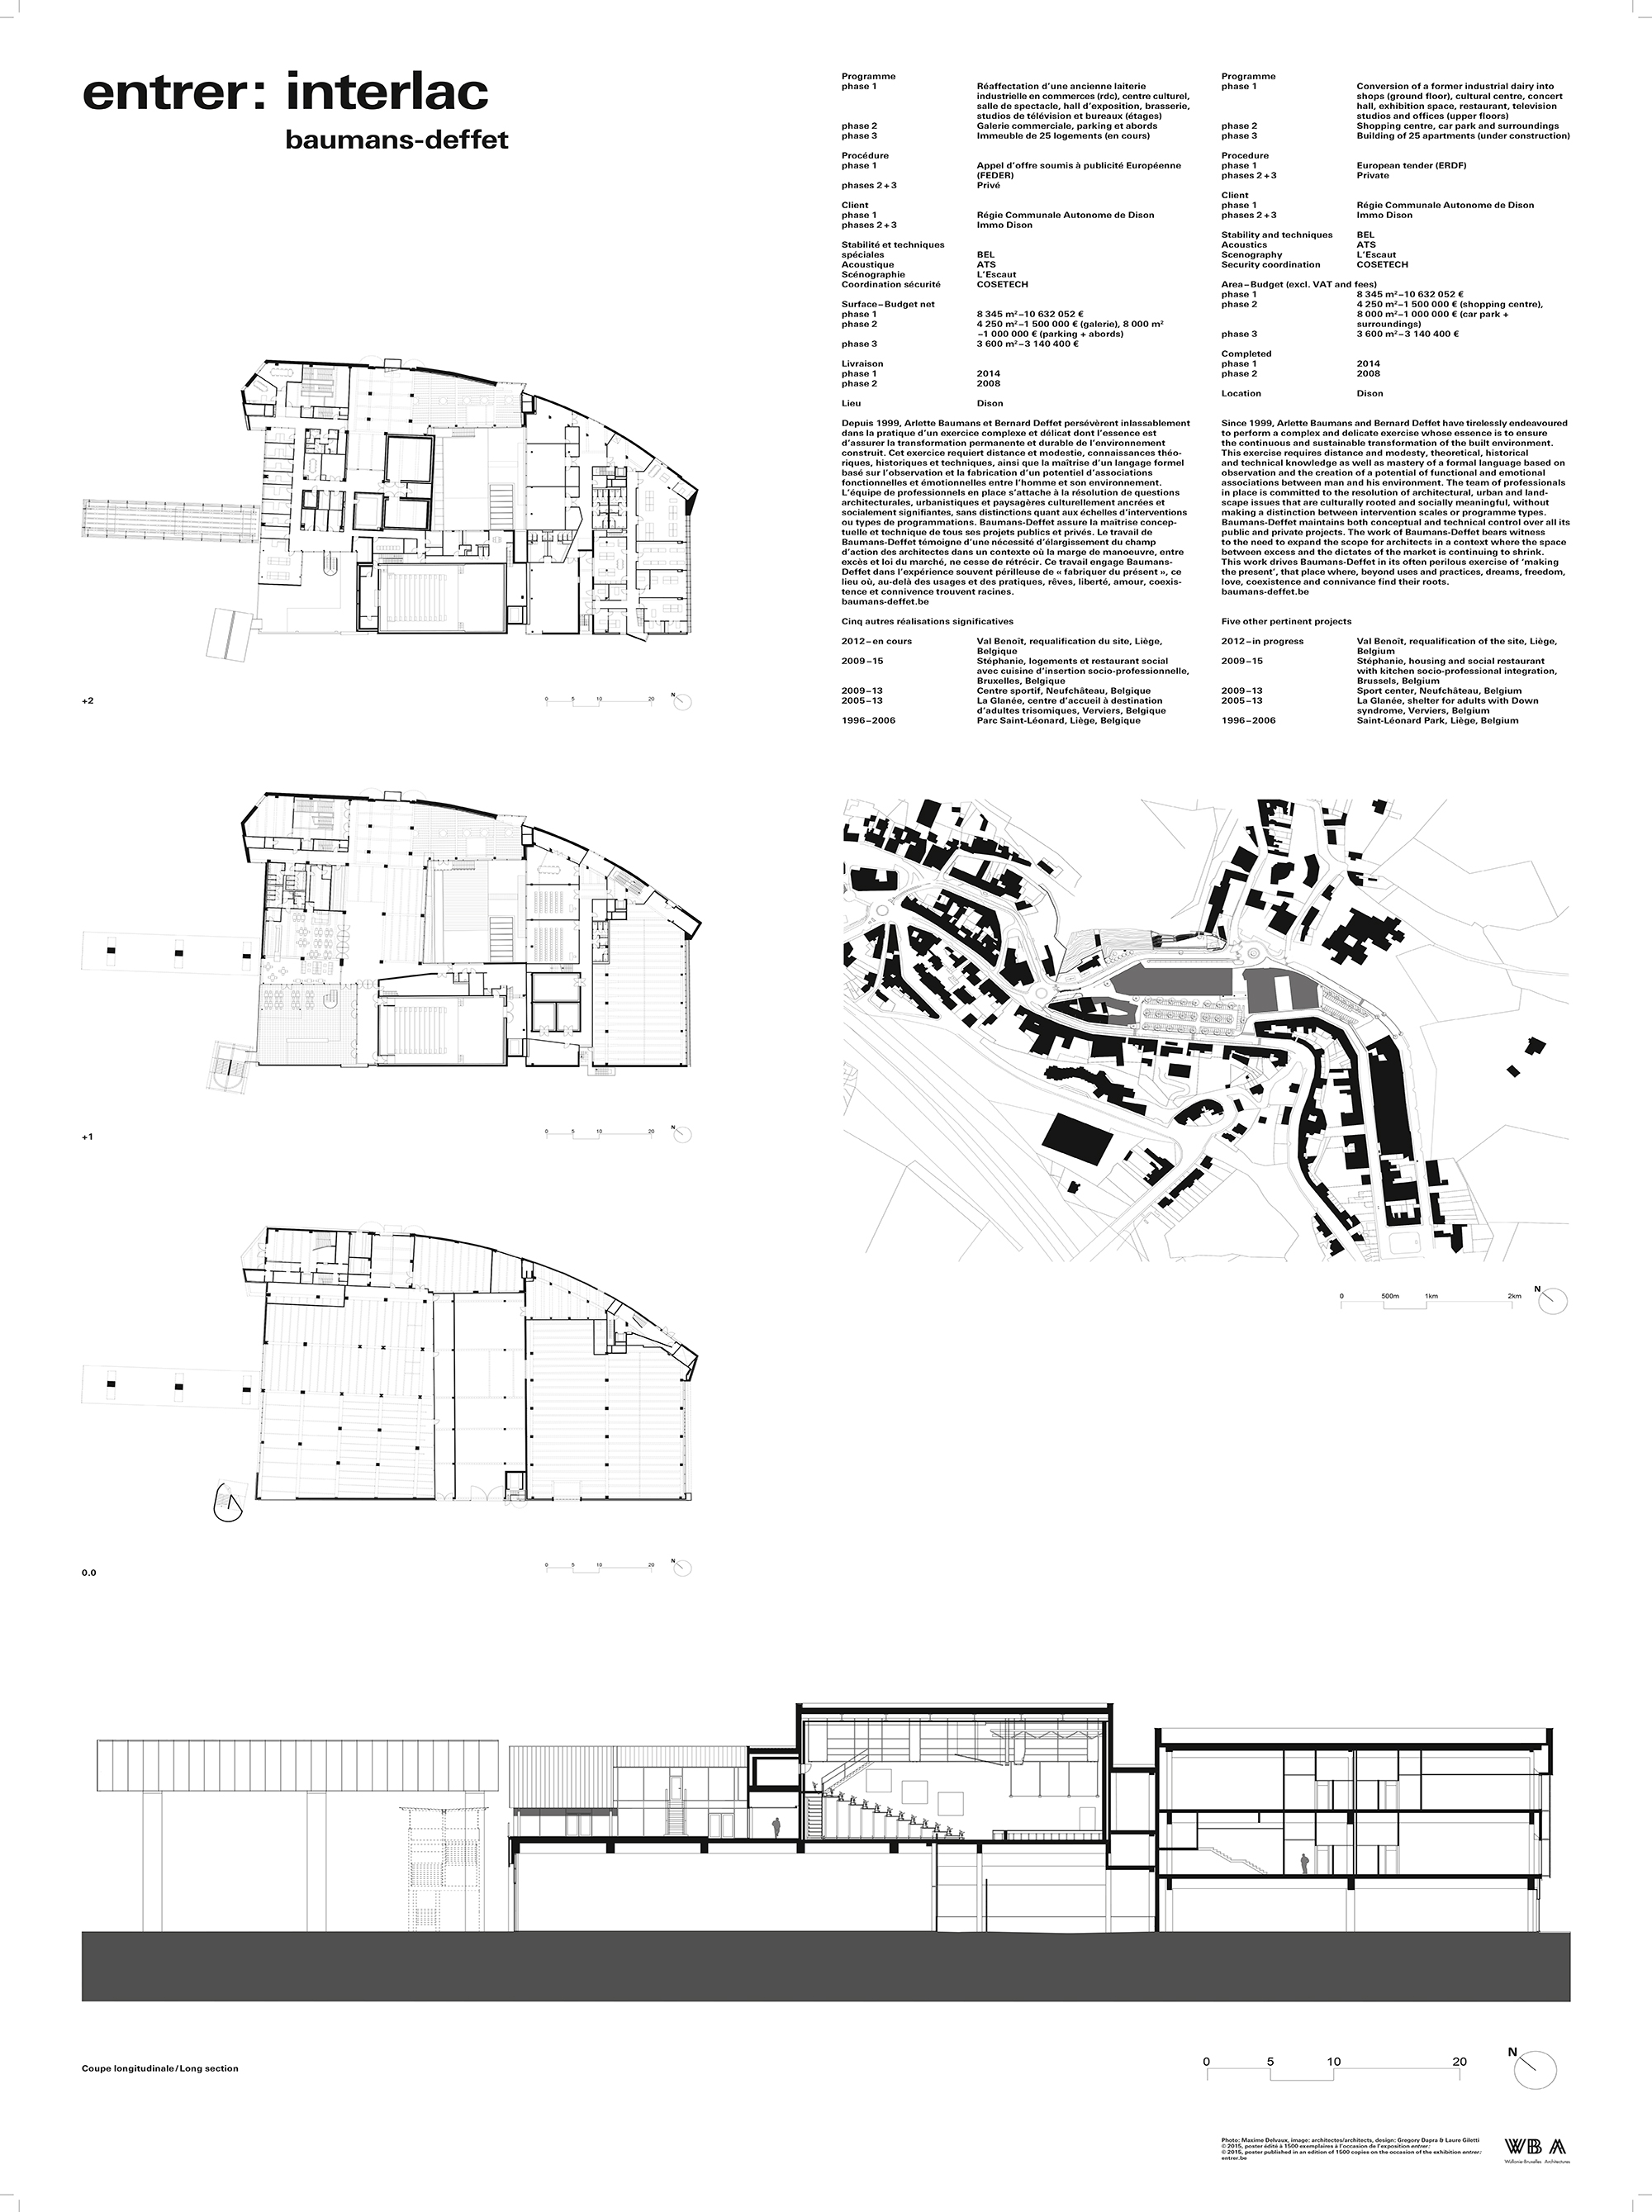 entrer: interlac
baumans-deffet
Programme
phase 1 Réaffectation d'une ancienne laiterie
industrielle en commerces (rdc), centre culturel,
salle de spectacle, hall d'exposition, brasserie,
studios de télévision et bureaux (étages)
phase 2 Galerie commerciale, parking et abords
phase 3 Immeuble de 25 logements (en cours)
Procédure
phase 1 Appel d'offre soumis à publicité Européenne
(FEDER)
phases 2+3 Privé
Client
phase 1 Régie Communale Autonome de Dison
phases 2+3 Immo Dison
Stabilité et techniques
spéciales BEL
Acoustique ATS
Scénographie L'Escaut
Coordination sécurité COSETECH
Surface–Budget net
phase 1 8 345 m²–10 632 052 €
phase 2 4 250 m²–1 500 000 € (galerie), 8 000 m²
–1 000 000 € (parking + abords)
phase 3 3 600 m²–3 140 400 €
Livraison
phase 1 2014
phase 2 2008
Lieu Dison
Depuis 1999, Arlette Baumans et Bernard Deffet persévèrent inlassablement
dans la pratique d'un exercice complexe et délicat dont l'essence est
d'assurer la transformation permanente et durable de l'environnement
construit. Cet exercice requiert distance et modestie, connaissances théo-
riques, historiques et techniques, ainsi que la maîtrise d'un langage formel
basé sur l'observation et la fabrication d'un potentiel d'associations
fonctionnelles et émotionnelles entre l'homme et son environnement.
L'équipe de professionnels en place s'attache à la résolution de questions
architecturales, urbanistiques et paysagères culturellement ancrées et
socialement signifiantes, sans distinctions quant aux échelles d'interventions
ou types de programmations. Baumans-Deffet assure la maîtrise concep-
tuelle et technique de tous ses projets publics et privés. Le travail de
Baumans-Deffet témoigne d'une nécessité d'élargissement du champ
d'action des architectes dans un contexte où la marge de manoeuvre, entre
excès et loi du marché, ne cesse de rétrécir. Ce travail engage Baumans-
Deffet dans l'expérience souvent périlleuse de « fabriquer du présent », ce
lieu où, au-delà des usages et des pratiques, rêves, liberté, amour, coexis-
tence et connivence trouvent racines.
baumans-deffet.be
Cinq autres réalisations significatives
2012–en cours Val Benoît, requalification du site, Liège,
Belgique
2009–15 Stéphanie, logements et restaurant social
avec cuisine d'insertion socio-professionnelle,
Bruxelles, Belgique
2009–13 Centre sportif, Neufchâteau, Belgique
2005–13 La Glanée, centre d'accueil à destination
d'adultes trisomiques, Verviers, Belgique
1996–2006 Parc Saint-Léonard, Liège, Belgique
Programme
phase 1 Conversion of a former industrial dairy into
shops (ground floor), cultural centre, concert
hall, exhibition space, restaurant, television
studios and offices (upper floors)
phase 2 Shopping centre, car park and surroundings
phase 3 Building of 25 apartments (under construction)
Procedure
phase 1 European tender (ERDF)
phases 2+3 Private
Client
phase 1 Régie Communale Autonome de Dison
phases 2+3 Immo Dison
Stability and techniques BEL
Acoustics ATS
Scenography L'Escaut
Security coordination COSETECH
Area–Budget (excl. VAT and fees)
phase 1 8 345 m²–10 632 052 €
phase 2 4 250 m²–1 500 000 € (shopping centre),
8 000 m²–1 000 000 € (car park +
surroundings)
phase 3 3 600 m²–3 140 400 €
Completed
phase 1 2014
phase 2 2008
Location Dison
Since 1999, Arlette Baumans and Bernard Deffet have tirelessly endeavoured
to perform a complex and delicate exercise whose essence is to ensure
the continuous and sustainable transformation of the built environment.
This exercise requires distance and modesty, theoretical, historical
and technical knowledge as well as mastery of a formal language based on
observation and the creation of a potential of functional and emotional
associations between man and his environment. The team of professionals
in place is committed to the resolution of architectural, urban and land-
scape issues that are culturally rooted and socially meaningful, without
making a distinction between intervention scales or programme types.
Baumans-Deffet maintains both conceptual and technical control over all its
public and private projects. The work of Baumans-Deffet bears witness
to the need to expand the scope for architects in a context where the space
between excess and the dictates of the market is continuing to shrink.
This work drives Baumans-Deffet in its often perilous exercise of 'making
the present', that place where, beyond uses and practices, dreams, freedom,
love, coexistence and connivance find their roots.
baumans-deffet.be
Five other pertinent projects
2012–in progress Val Benoît, requalification of the site, Liège,
Belgium
2009–15 Stéphanie, housing and social restaurant
with kitchen socio-professional integration,
Brussels, Belgium
2009–13 Sport center, Neufchâteau, Belgium
2005–13 La Glanée, shelter for adults with Down
syndrome, Verviers, Belgium
1996–2006 Saint-Léonard Park, Liège, Belgium
+2
0 5 10 20 N
+1
0 5 10 20 N
0 500m 1km 2km N
0.0
0 5 10 20 N
Coupe longitudinale/Long section
0 5 10 20 N
Photo: Maxime Delvaux, image: architectes/architects, design: Gregory Dapra & Laure Giletti
© 2015, poster édité à 1500 exemplaires à l'occasion de l'exposition entrer:
© 2015, poster published in an edition of 1500 copies on the occasion of the exhibition entrer:
entrer.be
WBA
Wallonie-Bruxelles Architectures